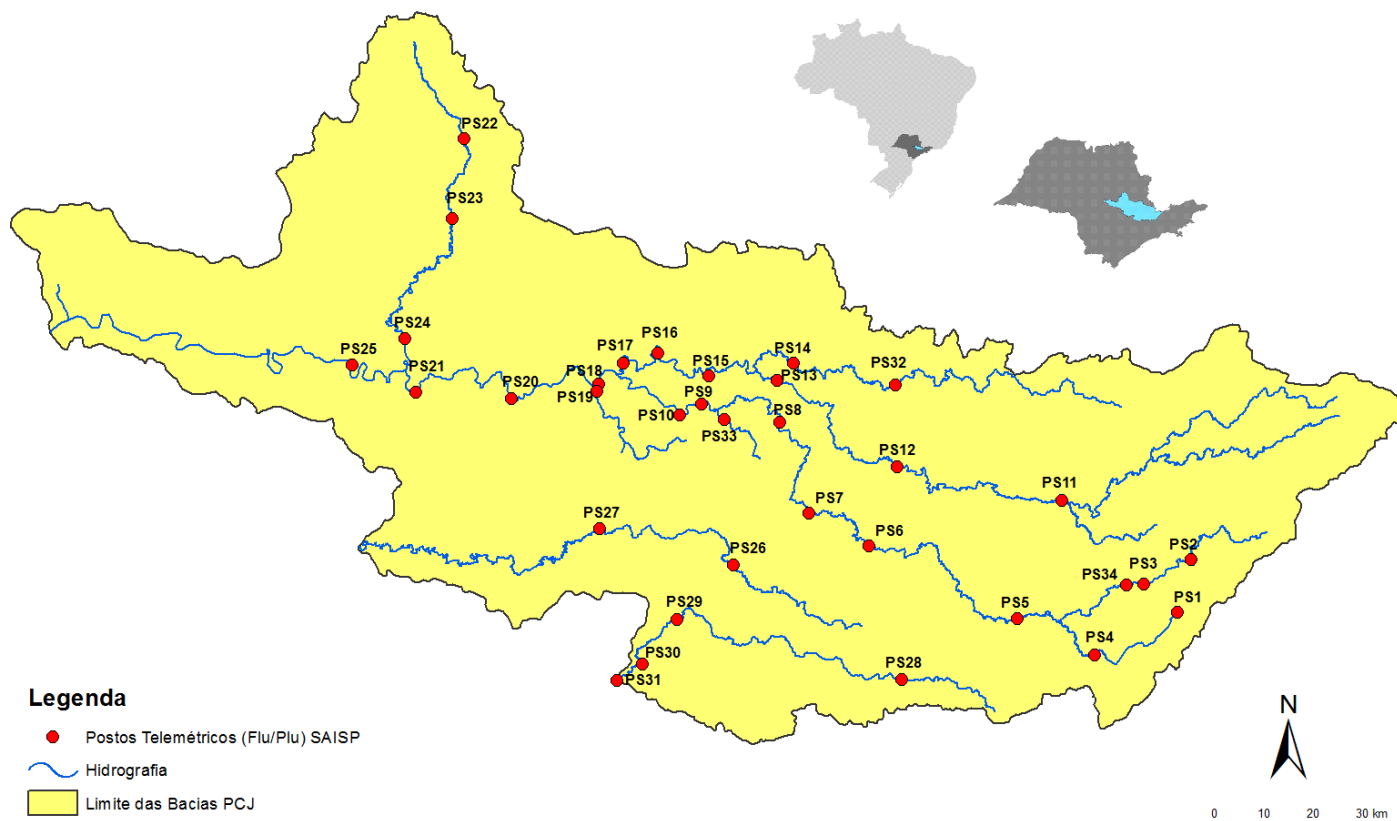 PS22
PS23
PS24
PS25
PS21
PS20
PS18
PS19
PS17
PS16
PS15
PS14
PS13
PS32
PS9
PS10
PS33
PS8
PS12
PS11
PS7
PS6
PS27
PS26
PS2
PS3
PS34
PS1
PS5
PS4
PS29
PS30
PS31
PS28
Legenda
Postos Telemétricos (Flu/Plu) SAISP
Hidrografia
Limite das Bacias PCJ
N
0 10 20 30 km